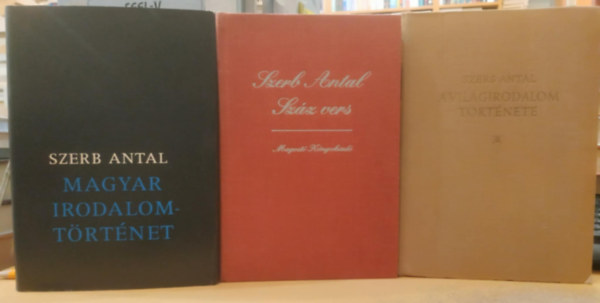 SZERB ANTAL
MAGYAR
IRODALOM-
TÖRTÉNET
Szerb Antal
Száz vers
Magvető Könyvkiadó
SZERB ANTAL
A VILÁGIRODALOM
TÖRTÉNETE